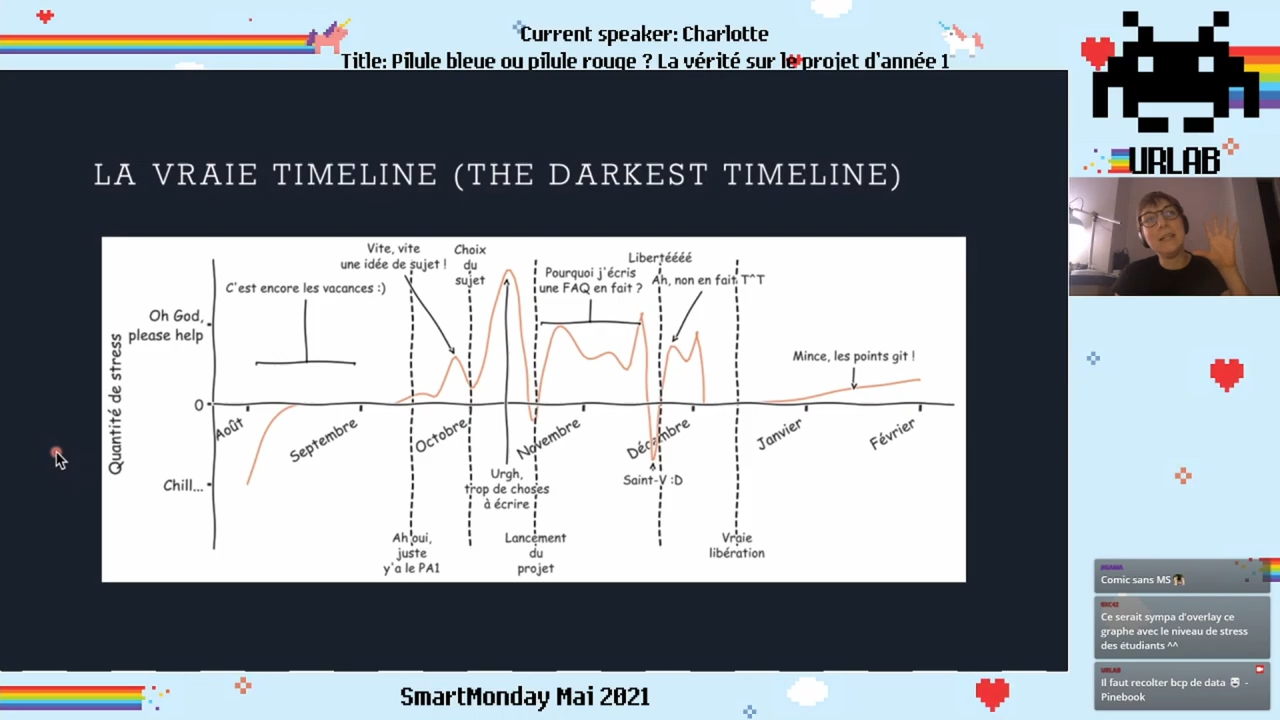 Current speaker: Charlotte
Title: Pilule bleue ou pilule rouge ? La vérité sur le projet d'année 1
URLAB
LA VRAIE TIMELINE (THE DARKEST TIMELINE)
Quantité de stress
Oh God,
please help
0
Chill...
C'est encore les vacances :)
Vite, vite
une idée de sujet !
Choix
du
sujet
Pourquoi j'écris
une FAQ en fait ?
Libertéééé
Ah, non en fait T^T
Mince, les points git !
Août
Septembre
Octobre
Novembre
Décembre
Janvier
Février
Urgh,
trop de choses
à écrire
Saint-V :D
Ah oui,
juste
y'a le PA1
Lancement
du
projet
Vraie
libération
Comic sans MS
Ce serait sympa d'overlay ce
graphe avec le niveau de stress
des étudiants ^^
URLAB
Il faut recolter bcp de data -
Pinebook
SmartMonday Mai 2021